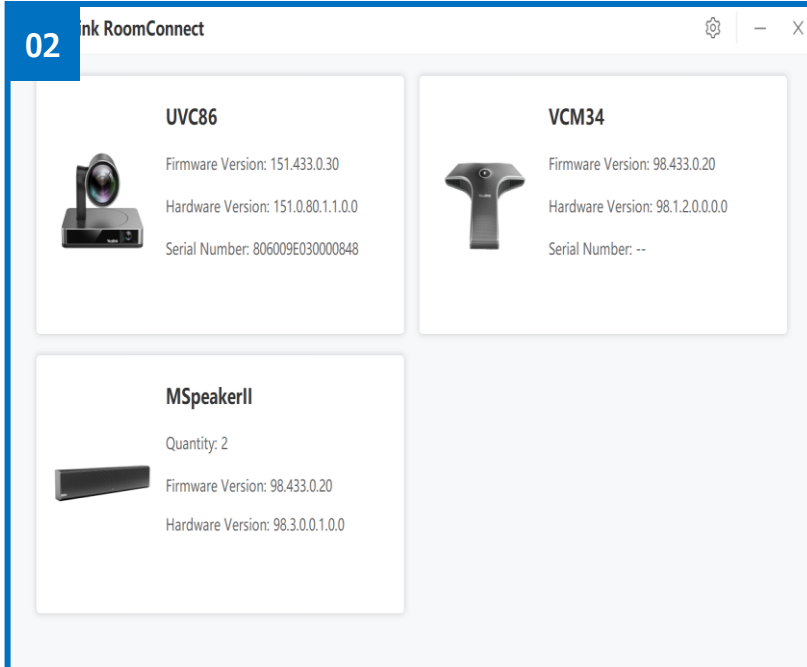 02
ink RoomConnect
UVC86
Firmware Version: 151.433.0.30
Hardware Version: 151.0.80.1.1.0.0
Serial Number: 806009E030000848
VCM34
Firmware Version: 98.433.0.20
Hardware Version: 98.1.2.0.0.0.0
Serial Number: --
MSpeakerII
Quantity: 2
Firmware Version: 98.433.0.20
Hardware Version: 98.3.0.0.1.0.0